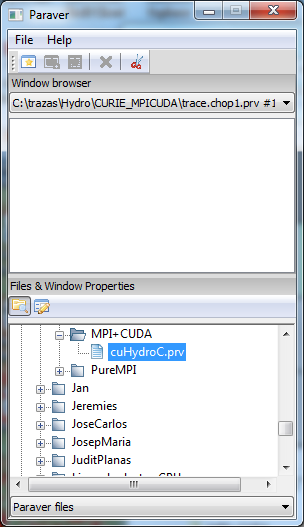 Paraver
File Help
Window browser
C:\trazas\Hydro\CURIE_MPICUDA\trace.chop1.prv #1
Files & Window Properties
MPI+CUDA
cuHydroC.prv
PureMPI
Jan
Jeremies
JoseCarlos
JosepMaria
JuditPlanas
Paraver files